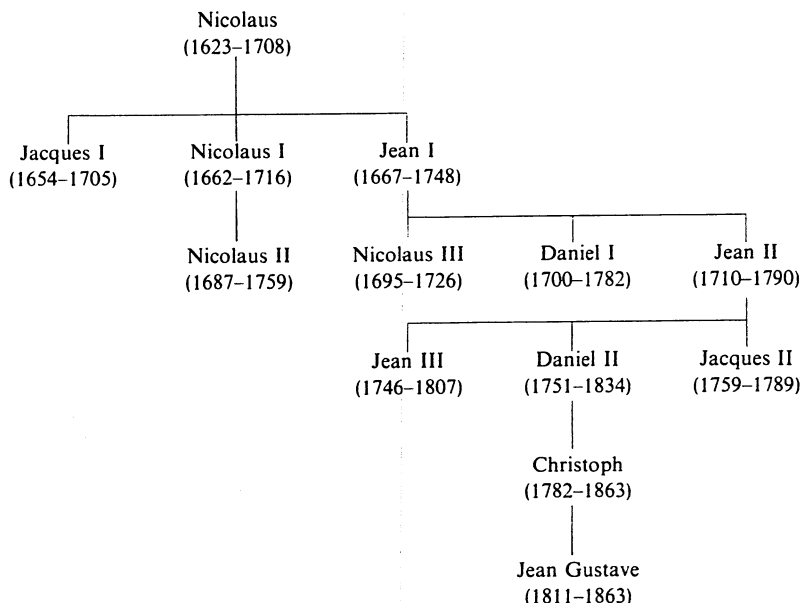 Nicolaus
(1623–1708)
Jacques I
(1654–1705)
Nicolaus I
(1662–1716)
Jean I
(1667–1748)
Nicolaus II
(1687–1759)
Nicolaus III
(1695–1726)
Daniel I
(1700–1782)
Jean II
(1710–1790)
Jean III
(1746–1807)
Daniel II
(1751–1834)
Jacques II
(1759–1789)
Christoph
(1782–1863)
Jean Gustave
(1811–1863)